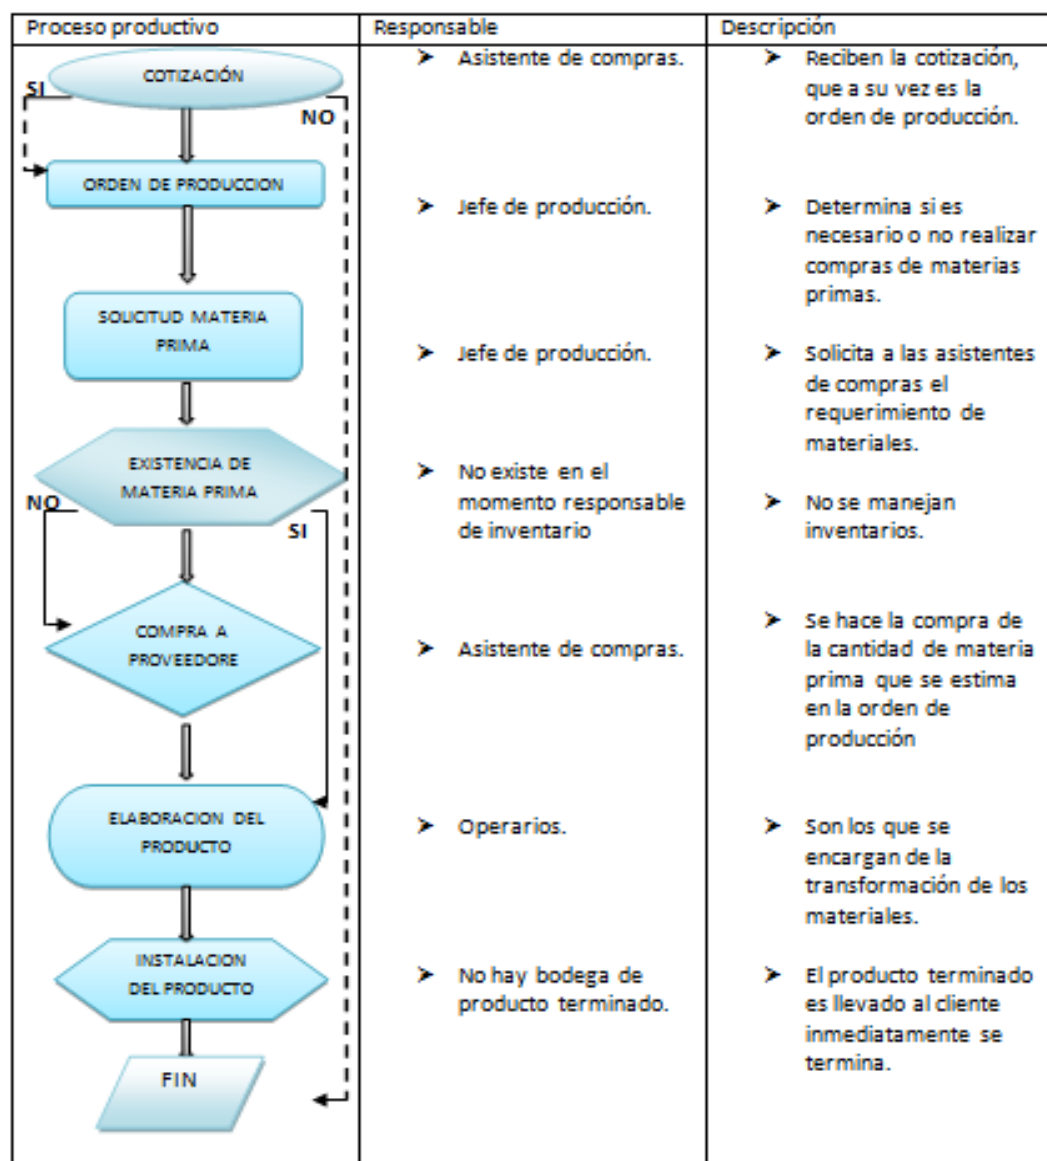 Proceso productivo
Responsable
Descripción
COTIZACIÓN
SI
NO
Asistente de compras.
Reciben la cotización,
que a su vez es la
orden de producción.
ORDEN DE PRODUCCION
Jefe de producción.
Determina si es
necesario o no realizar
compras de materias
primas.
SOLICITUD MATERIA
PRIMA
Jefe de producción.
Solicita a las asistentes
de compras el
requerimiento de
materiales.
EXISTENCIA DE
MATERIA PRIMA
NO
SI
No existe en el
momento responsable
de inventario
No se manejan
inventarios.
COMPRA A
PROVEEDORE
Asistente de compras.
Se hace la compra de
la cantidad de materia
prima que se estima
en la orden de
producción
ELABORACION DEL
PRODUCTO
Operarios.
Son los que se
encargan de la
transformación de los
materiales.
INSTALACION
DEL PRODUCTO
No hay bodega de
producto terminado.
El producto terminado
es llevado al cliente
inmediatamente se
termina.
FIN